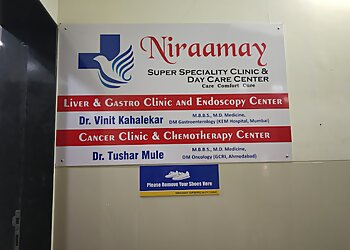 Niraamay
SUPER SPECIALITY CLINIC &
DAY CARE CENTER
Care Comfort Cure
LIVER & GASTRO CLINIC AND ENDOSCOPY CENTER
Dr. Vinit Kahalekar
M.B.B.S., M.D. Medicine,
DM Gastroenterology (KEM Hospital, Mumbai)
CANCER CLINIC & CHEMOTHERAPY CENTER
Dr. Tushar Mule
M.B.B.S., M.D. Medicine,
DM Oncology (GCRI, Ahmedabad)
Please Remove Your Shoes Here